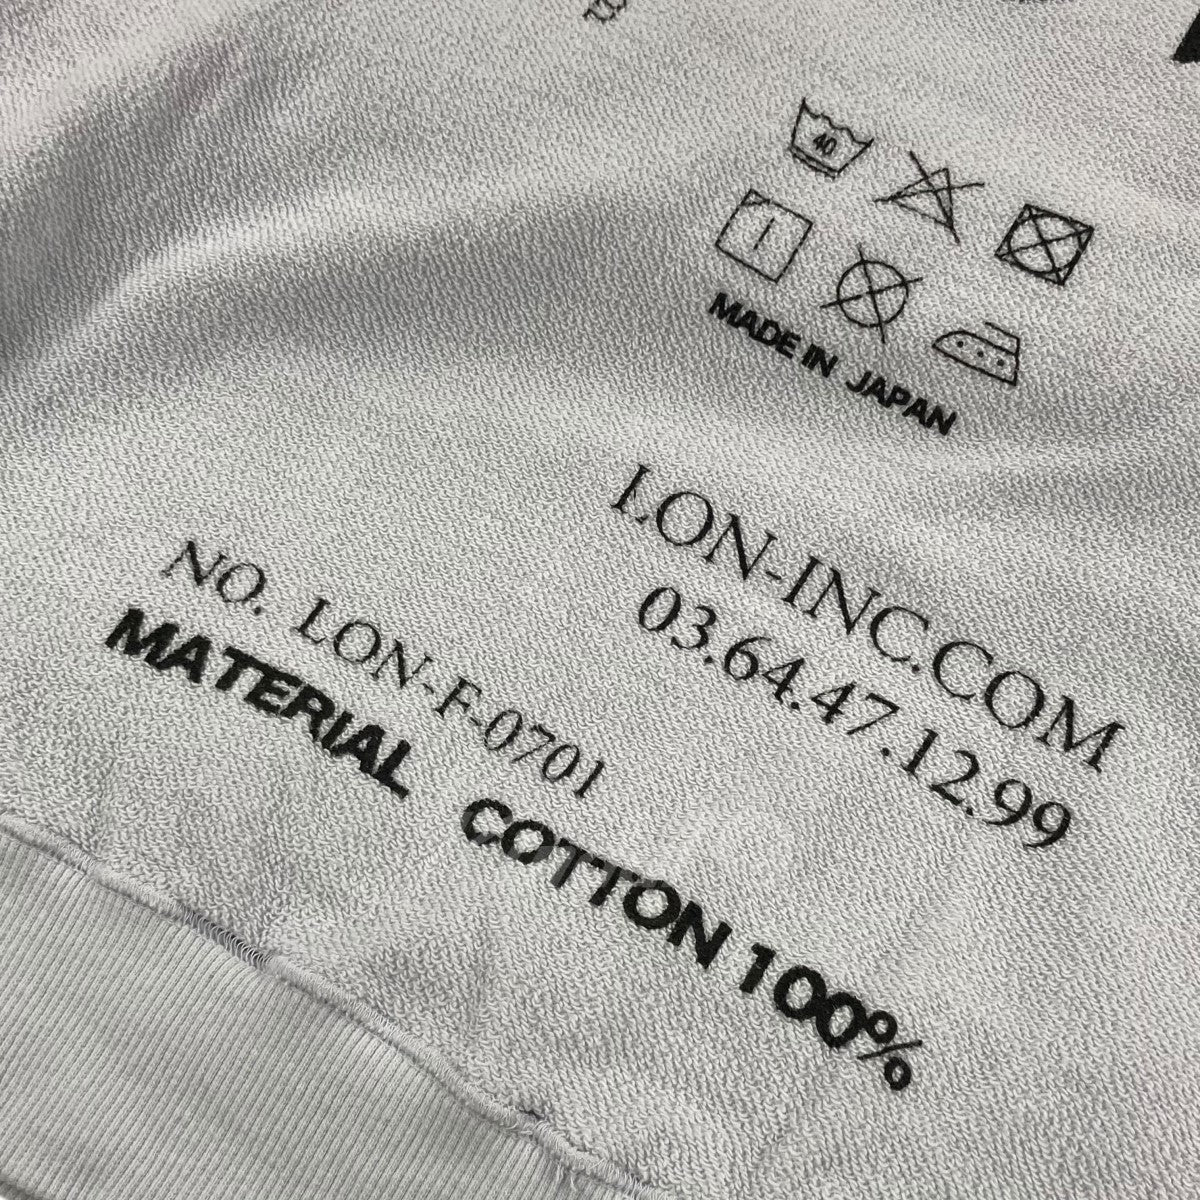 40
MADE IN JAPAN
LON-INC.COM
03.64.47.12.99
NO. LON-F-0701
MATERIAL COTTON 100%